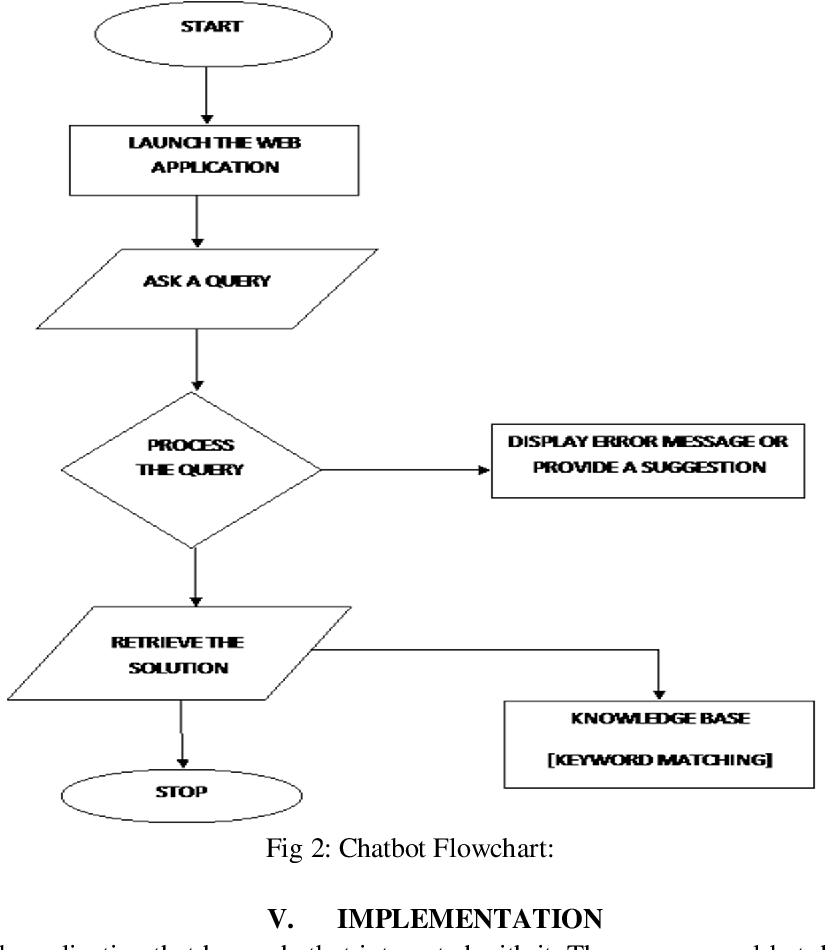 START
LAUNCH THE WEB
APPLICATION
ASK A QUERY
PROCESS
THE QUERY
DISPLAY ERROR MESSAGE OR
PROVIDE A SUGGESTION
RETRIEVE THE
SOLUTION
KNOWLEDGE BASE
[KEYWORD MATCHING]
STOP
Fig 2: Chatbot Flowchart:
V. IMPLEMENTATION